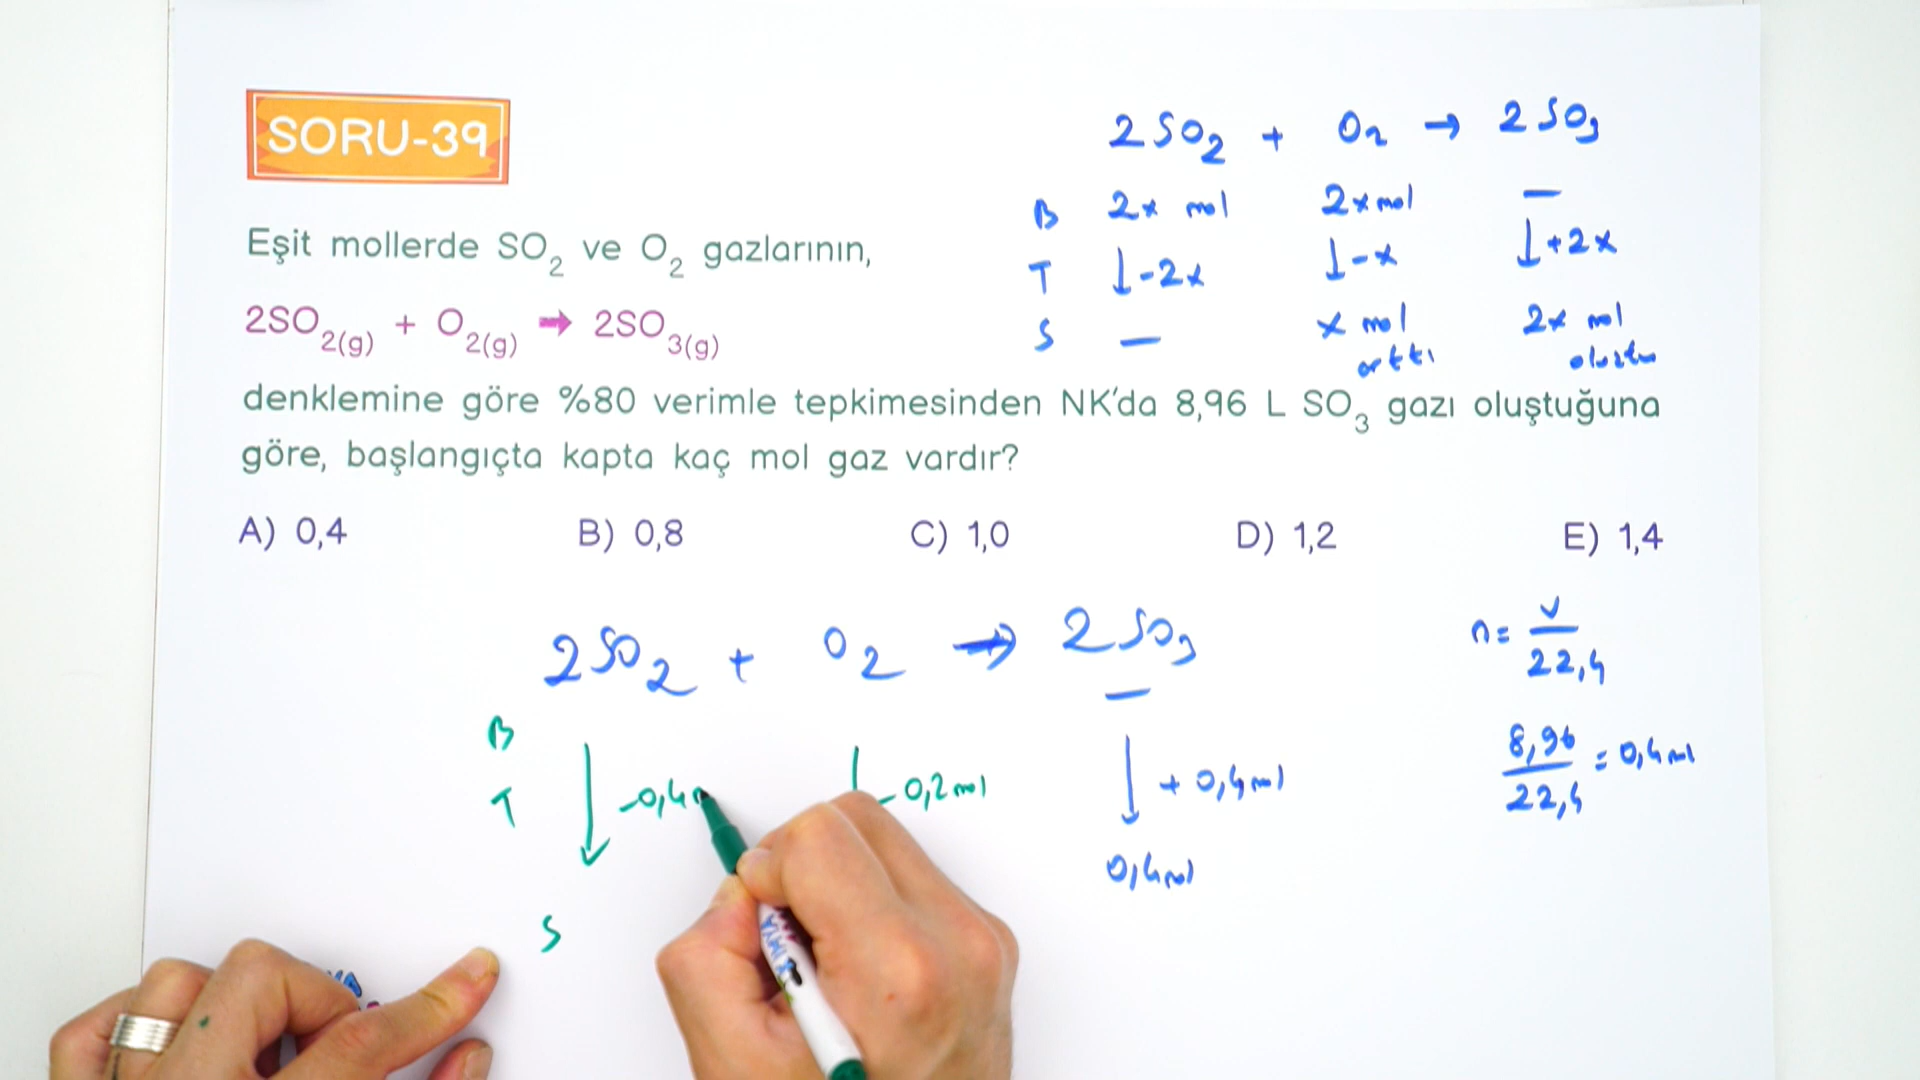 SORU-39
2SO2 + O2 → 2SO3
B 2x mol 2x mol —
T ↓-2x ↓-x ↓+2x
S — x mol arttı 2x mol oluştu
Eşit mollerde SO2 ve O2 gazlarının,
2SO2(g) + O2(g) → 2SO3(g)
denklemine göre %80 verimle tepkimesinden NK'da 8,96 L SO3 gazı oluştuğuna
göre, başlangıçta kapta kaç mol gaz vardır?
A) 0,4 B) 0,8 C) 1,0 D) 1,2 E) 1,4
2SO2 + O2 → 2SO3
B —
T ↓ -0,4 ↓ -0,2 mol ↓ +0,4 mol
0,4 mol
S
n = V / 22,4
8,96 / 22,4 = 0,4 mol